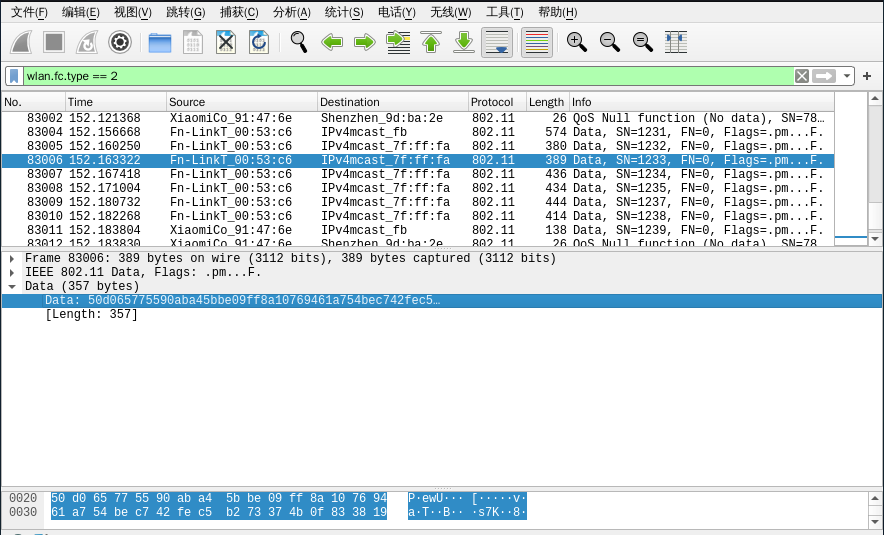 文件(F) 编辑(E) 视图(V) 跳转(G) 捕获(C) 分析(A) 统计(S) 电话(Y) 无线(W) 工具(T) 帮助(H)
wlan.fc.type == 2
No. Time Source Destination Protocol Length Info
83002 152.121368 XiaomiCo_91:47:6e Shenzhen_9d:ba:2e 802.11 26 QoS Null function (No data), SN=78…
83004 152.156668 Fn-LinkT_00:53:c6 IPv4mcast_fb 802.11 574 Data, SN=1231, FN=0, Flags=.pm...F.
83005 152.160250 Fn-LinkT_00:53:c6 IPv4mcast_7f:ff:fa 802.11 380 Data, SN=1232, FN=0, Flags=.pm...F.
83006 152.163322 Fn-LinkT_00:53:c6 IPv4mcast_7f:ff:fa 802.11 389 Data, SN=1233, FN=0, Flags=.pm...F.
83007 152.167418 Fn-LinkT_00:53:c6 IPv4mcast_7f:ff:fa 802.11 436 Data, SN=1234, FN=0, Flags=.pm...F.
83008 152.171004 Fn-LinkT_00:53:c6 IPv4mcast_7f:ff:fa 802.11 434 Data, SN=1235, FN=0, Flags=.pm...F.
83009 152.180732 Fn-LinkT_00:53:c6 IPv4mcast_7f:ff:fa 802.11 444 Data, SN=1237, FN=0, Flags=.pm...F.
83010 152.182268 Fn-LinkT_00:53:c6 IPv4mcast_7f:ff:fa 802.11 414 Data, SN=1238, FN=0, Flags=.pm...F.
83011 152.183804 XiaomiCo_91:47:6e IPv4mcast_fb 802.11 138 Data, SN=1239, FN=0, Flags=.pm...F.
83012 152.183830 XiaomiCo_91:47:6e Shenzhen_9d:ba:2e 802.11 26 QoS Null function (No data), SN=78…
Frame 83006: 389 bytes on wire (3112 bits), 389 bytes captured (3112 bits)
IEEE 802.11 Data, Flags: .pm...F.
Data (357 bytes)
Data: 50d065775590aba45bbe09ff8a10769461a754bec742fec5…
[Length: 357]
0020 50 d0 65 77 55 90 ab a4 5b be 09 ff 8a 10 76 94 P·ewU··· [·····v·
0030 61 a7 54 be c7 42 fe c5 b2 73 37 4b 0f 83 38 19 a·T··B·· ·s7K··8·